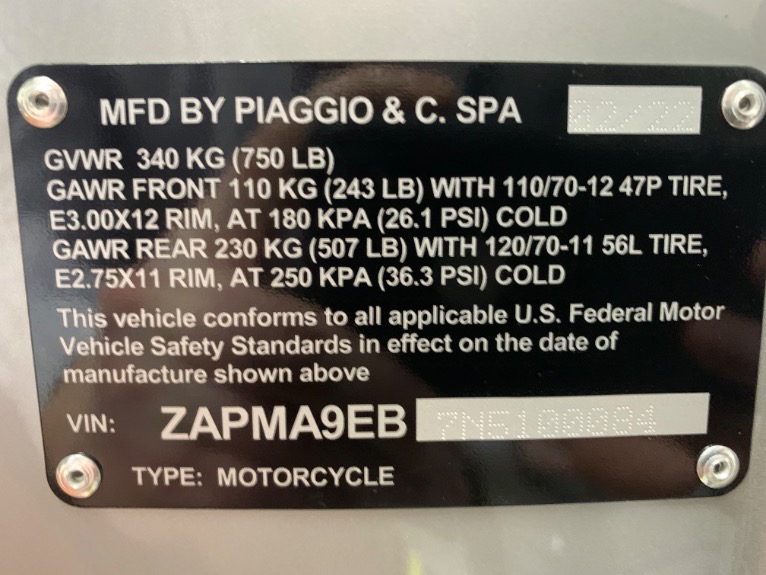 MFD BY PIAGGIO & C. SPA 02/22
GVWR 340 KG (750 LB)
GAWR FRONT 110 KG (243 LB) WITH 110/70-12 47P TIRE,
E3.00X12 RIM, AT 180 KPA (26.1 PSI) COLD
GAWR REAR 230 KG (507 LB) WITH 120/70-11 56L TIRE,
E2.75X11 RIM, AT 250 KPA (36.3 PSI) COLD
This vehicle conforms to all applicable U.S. Federal Motor
Vehicle Safety Standards in effect on the date of
manufacture shown above
VIN: ZAPMA9EB 7N5100084
TYPE: MOTORCYCLE